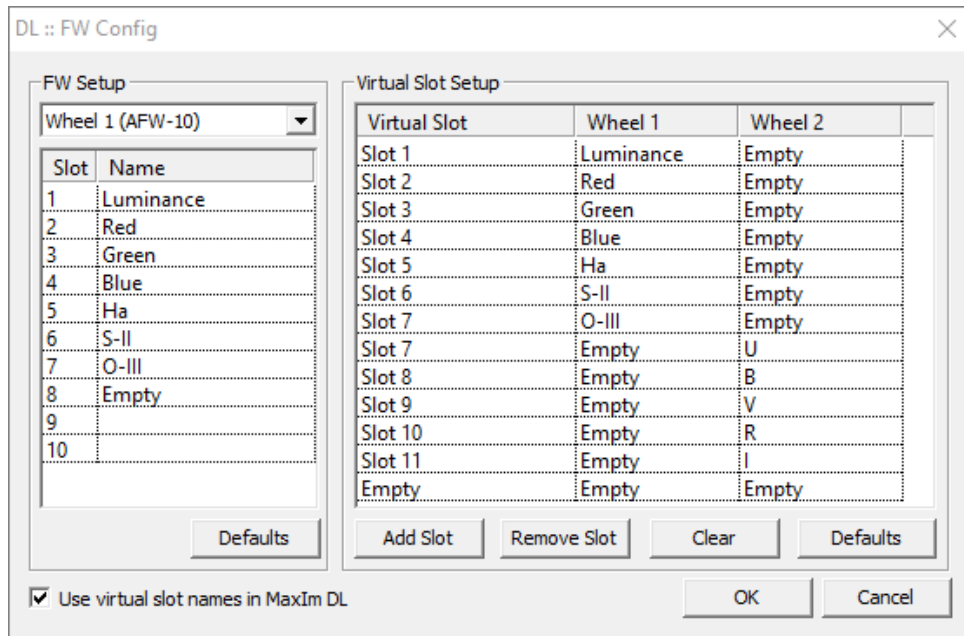 DL :: FW Config
FW Setup
Wheel 1 (AFW-10)
Slot Name
1 Luminance
2 Red
3 Green
4 Blue
5 Ha
6 S-II
7 O-III
8 Empty
9
10
Defaults
Virtual Slot Setup
Virtual Slot Wheel 1 Wheel 2
Slot 1 Luminance Empty
Slot 2 Red Empty
Slot 3 Green Empty
Slot 4 Blue Empty
Slot 5 Ha Empty
Slot 6 S-II Empty
Slot 7 O-III Empty
Slot 7 Empty U
Slot 8 Empty B
Slot 9 Empty V
Slot 10 Empty R
Slot 11 Empty I
Empty Empty Empty
Add Slot Remove Slot Clear Defaults
Use virtual slot names in MaxIm DL
OK Cancel